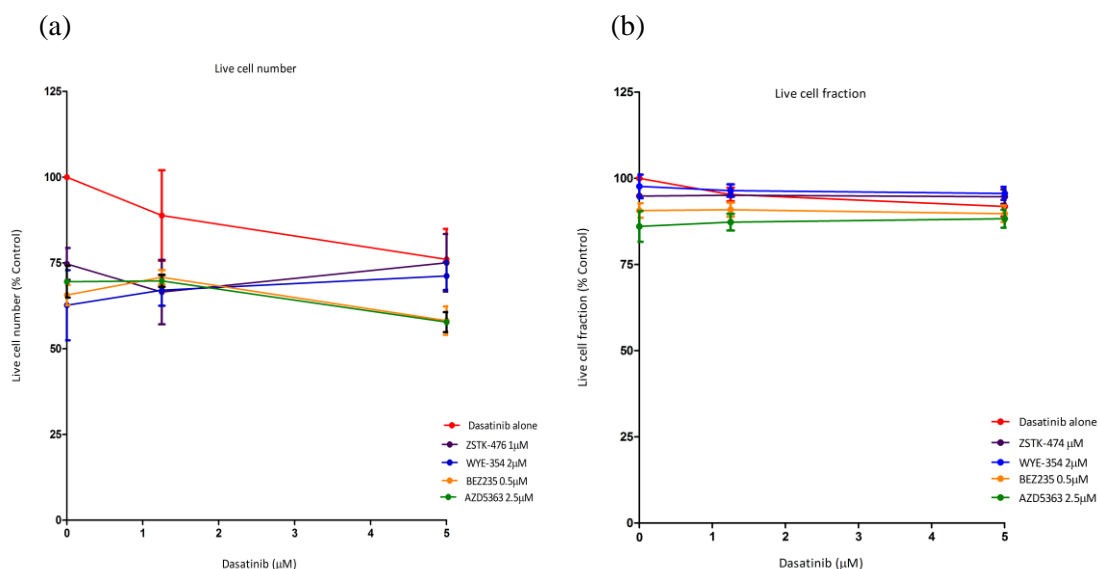 (a)
Live cell number
Live cell number (% Control)
125
100
75
50
25
0
0 1 2 3 4 5
Dasatinib (μM)
Dasatinib alone
ZSTK-476 1μM
WYE-354 2μM
BEZ235 0.5μM
AZD5363 2.5μM
(b)
Live cell fraction
Live cell fraction (% Control)
125
100
75
50
25
0
0 1 2 3 4 5
Dasatinib (μM)
Dasatinib alone
ZSTK-474 μM
WYE-354 2μM
BEZ235 0.5μM
AZD5363 2.5μM